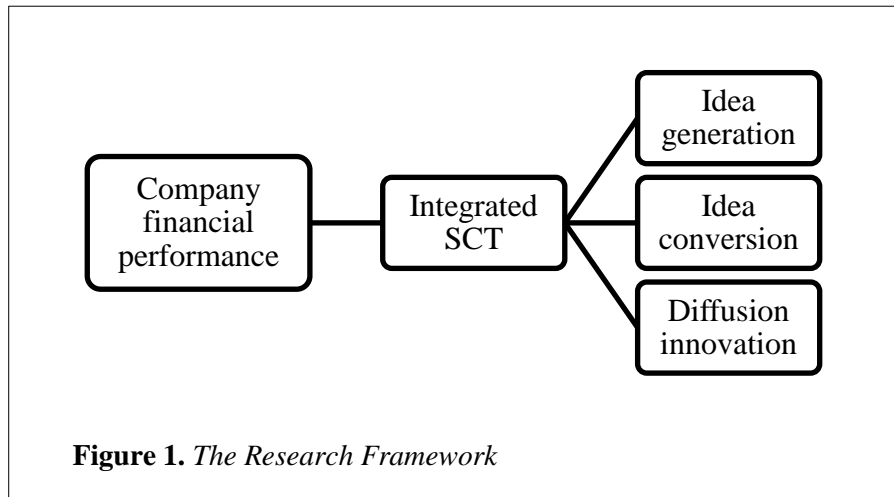 Company
financial
performance
Integrated
SCT
Idea
generation
Idea
conversion
Diffusion
innovation
Figure 1. The Research Framework